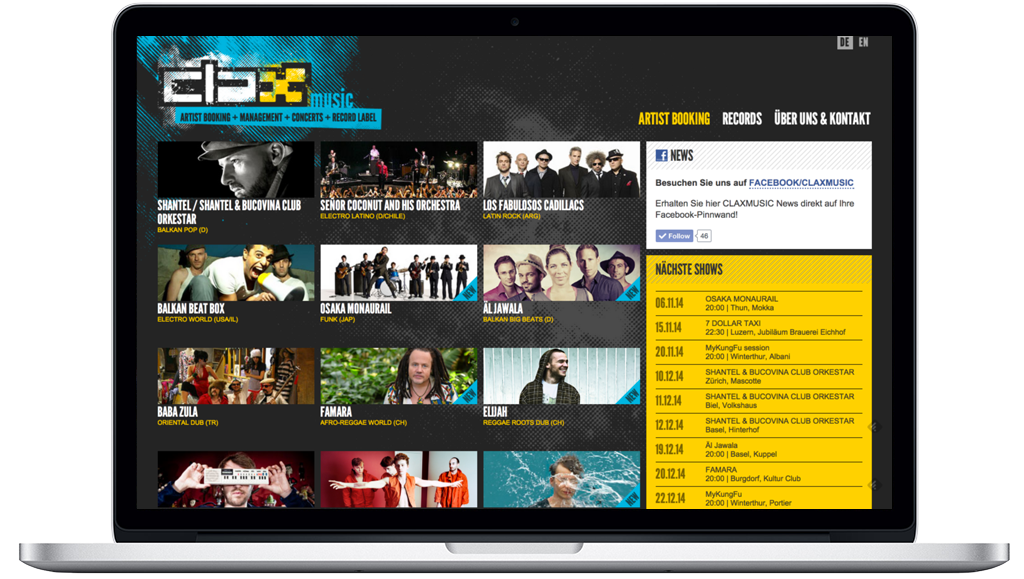 DE EN
clax
music
ARTIST BOOKING + MANAGEMENT + CONCERTS + RECORD LABEL
ARTIST BOOKING RECORDS ÜBER UNS & KONTAKT
SHANTEL / SHANTEL & BUCOVINA CLUB
ORKESTAR
BALKAN POP (D)
SEÑOR COCONUT AND HIS ORCHESTRA
ELECTRO LATINO (D/CHILE)
LOS FABULOSOS CADILLACS
LATIN ROCK (ARG)
BALKAN BEAT BOX
ELECTRO WORLD (USA/IL)
NEW
OSAKA MONAURAIL
FUNK (JAP)
NEW
ÄL JAWALA
BALKAN BIG BEATS (D)
BABA ZULA
ORIENTAL DUB (TR)
NEW
FAMARA
AFRO-REGGAE WORLD (CH)
NEW
ELIJAH
REGGAE ROOTS DUB (CH)
NEW
NEWS
Besuchen Sie uns auf FACEBOOK/CLAXMUSIC
Erhalten Sie hier CLAXMUSIC News direkt auf Ihre
Facebook-Pinnwand!
Follow 46
NÄCHSTE SHOWS
06.11.14 OSAKA MONAURAIL
20:00 | Thun, Mokka
15.11.14 7 DOLLAR TAXI
22:30 | Luzern, Jubiläum Brauerei Eichhof
20.11.14 MyKungFu session
20:00 | Winterthur, Albani
10.12.14 SHANTEL & BUCOVINA CLUB ORKESTAR
Zürich, Mascotte
11.12.14 SHANTEL & BUCOVINA CLUB ORKESTAR
Biel, Volkshaus
12.12.14 SHANTEL & BUCOVINA CLUB ORKESTAR
Basel, Hinterhof
19.12.14 Äl Jawala
20:00 | Basel, Kuppel
20.12.14 FAMARA
20:00 | Burgdorf, Kultur Club
22.12.14 MyKungFu
20:00 | Winterthur, Portier